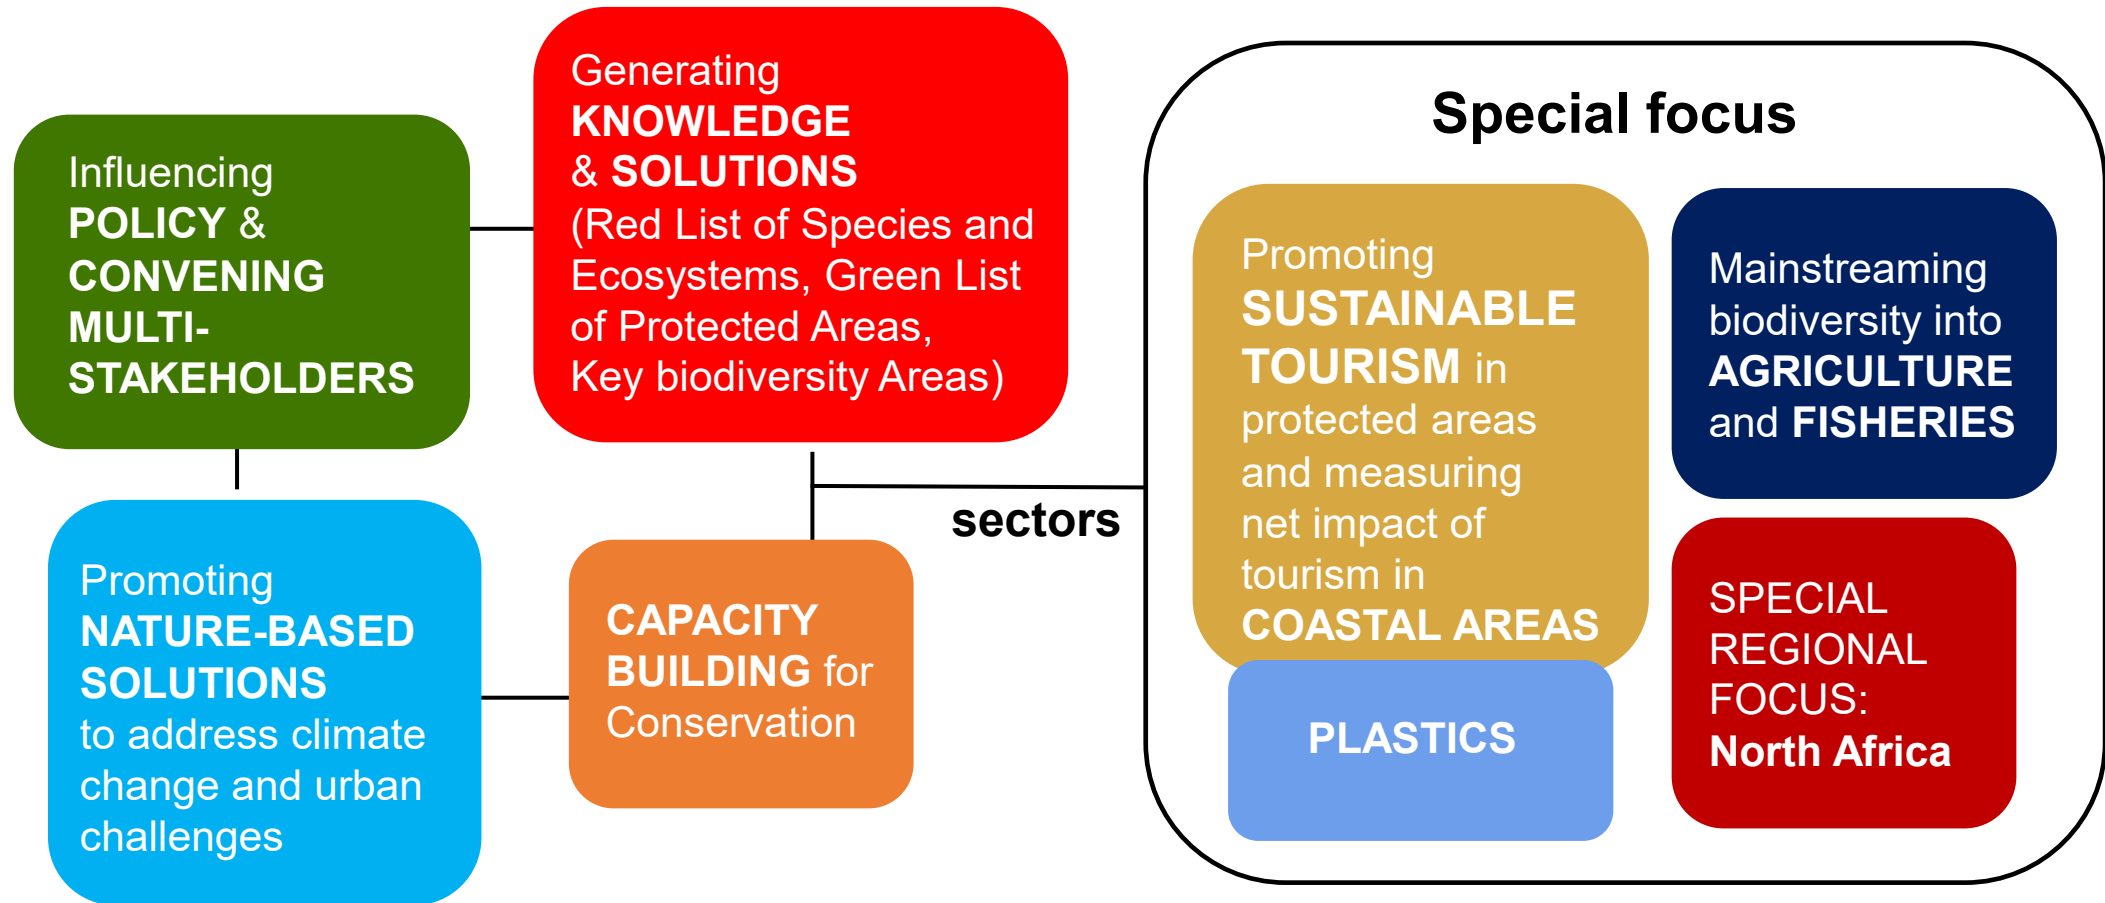 Influencing
POLICY &
CONVENING
MULTI-
STAKEHOLDERS
Generating
KNOWLEDGE
& SOLUTIONS
(Red List of Species and
Ecosystems, Green List
of Protected Areas,
Key biodiversity Areas)
Promoting
NATURE-BASED
SOLUTIONS
to address climate
change and urban
challenges
CAPACITY
BUILDING for
Conservation
sectors
Special focus
Promoting
SUSTAINABLE
TOURISM in
protected areas
and measuring
net impact of
tourism in
COASTAL AREAS
PLASTICS
Mainstreaming
biodiversity into
AGRICULTURE
and FISHERIES
SPECIAL
REGIONAL
FOCUS:
North Africa